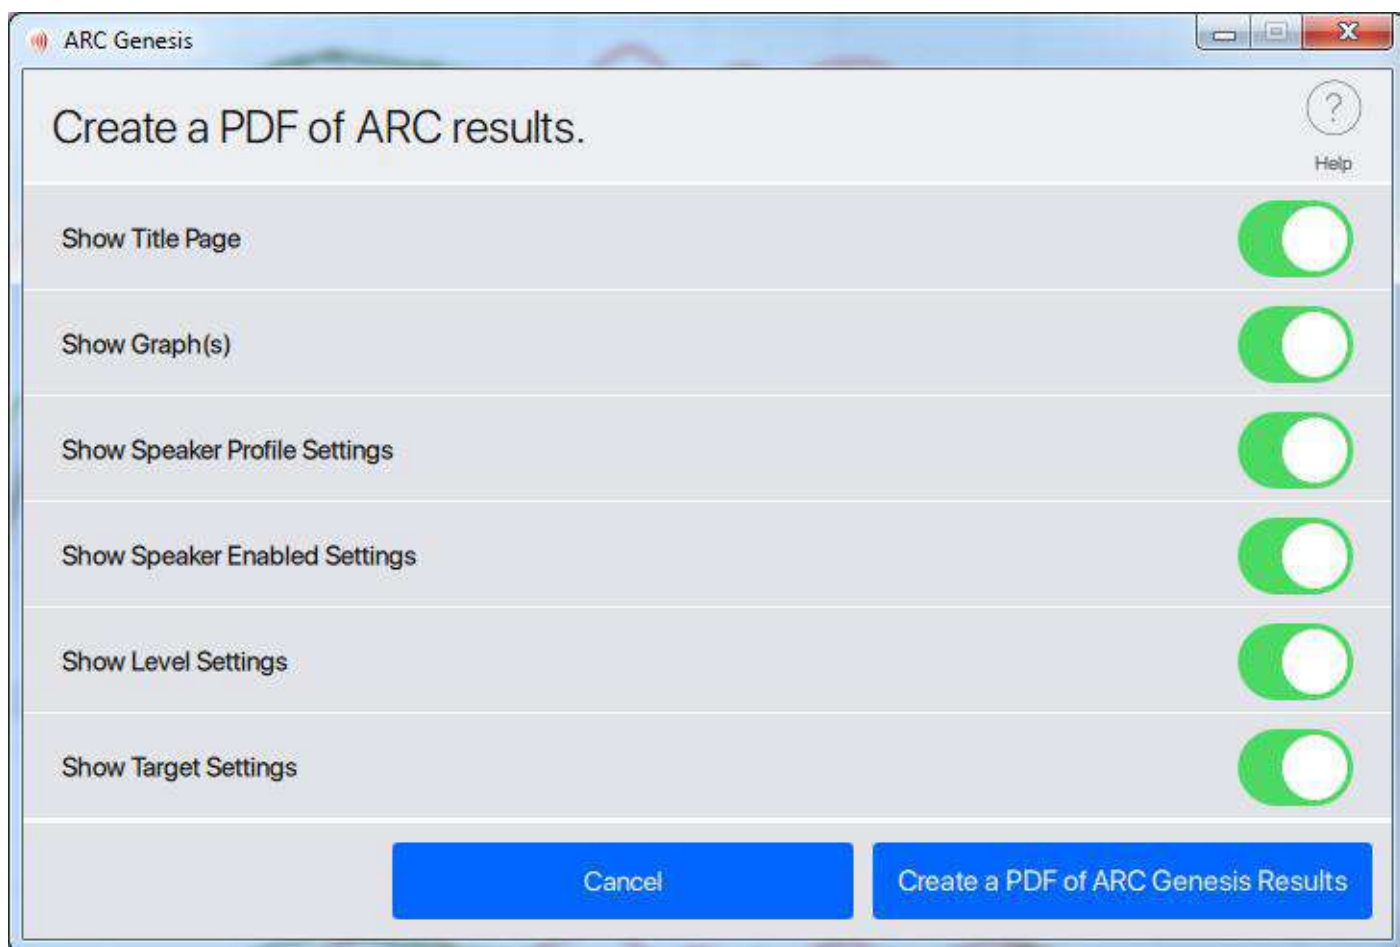 ARC Genesis
Create a PDF of ARC results.
?
Help
Show Title Page
Show Graph(s)
Show Speaker Profile Settings
Show Speaker Enabled Settings
Show Level Settings
Show Target Settings
Cancel
Create a PDF of ARC Genesis Results